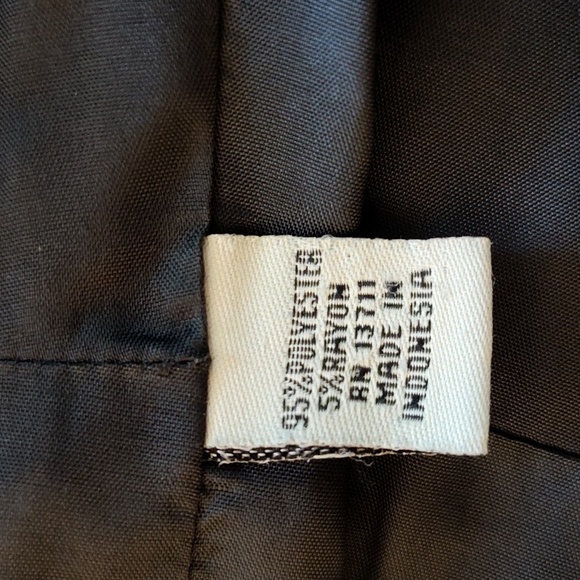 95% POLYESTER
5% RAYON
RN 13711
MADE IN
INDONESIA